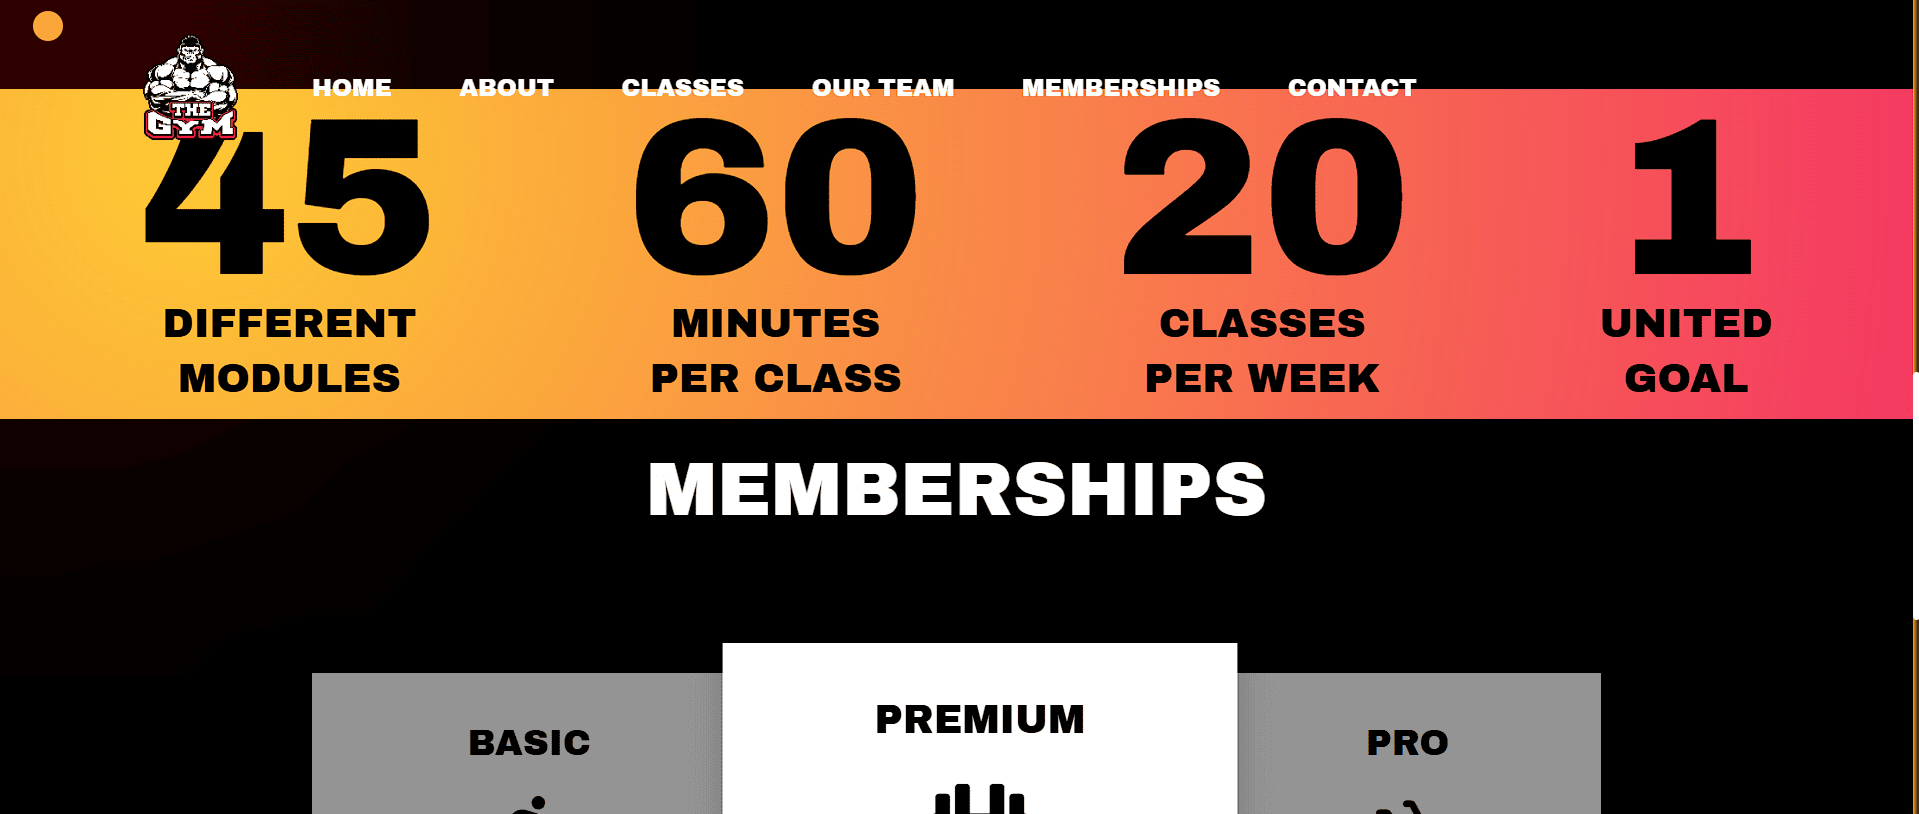 THE
GYM
HOME ABOUT CLASSES OUR TEAM MEMBERSHIPS CONTACT
45 60 20 1
DIFFERENT MINUTES CLASSES UNITED
MODULES PER CLASS PER WEEK GOAL
MEMBERSHIPS
BASIC PREMIUM PRO